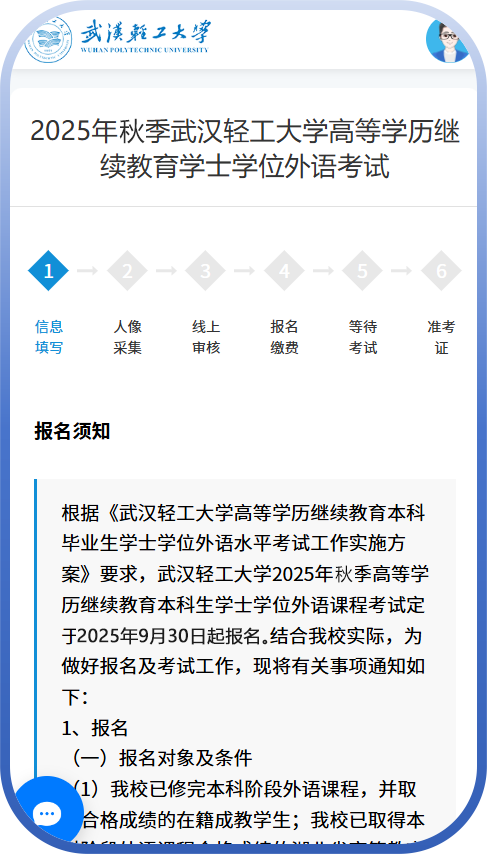 武汉轻工大学
WUHAN POLYTECHNIC UNIVERSITY
2025年秋季武汉轻工大学高等学历继
续教育学士学位外语考试
1 2 3 4 5 6
信息填写 人像采集 线上审核 报名缴费 等待考试 准考证
报名须知
根据《武汉轻工大学高等学历继续教育本科
毕业生学士学位外语水平考试工作实施方
案》要求，武汉轻工大学2025年秋季高等学
历继续教育本科生学士学位外语课程考试定
于2025年9月30日起报名。结合我校实际，为
做好报名及考试工作，现将有关事项通知如
下：
1、报名
（一）报名对象及条件
（1）我校已修完本科阶段外语课程，并取
合格成绩的在籍成教学生；我校已取得本